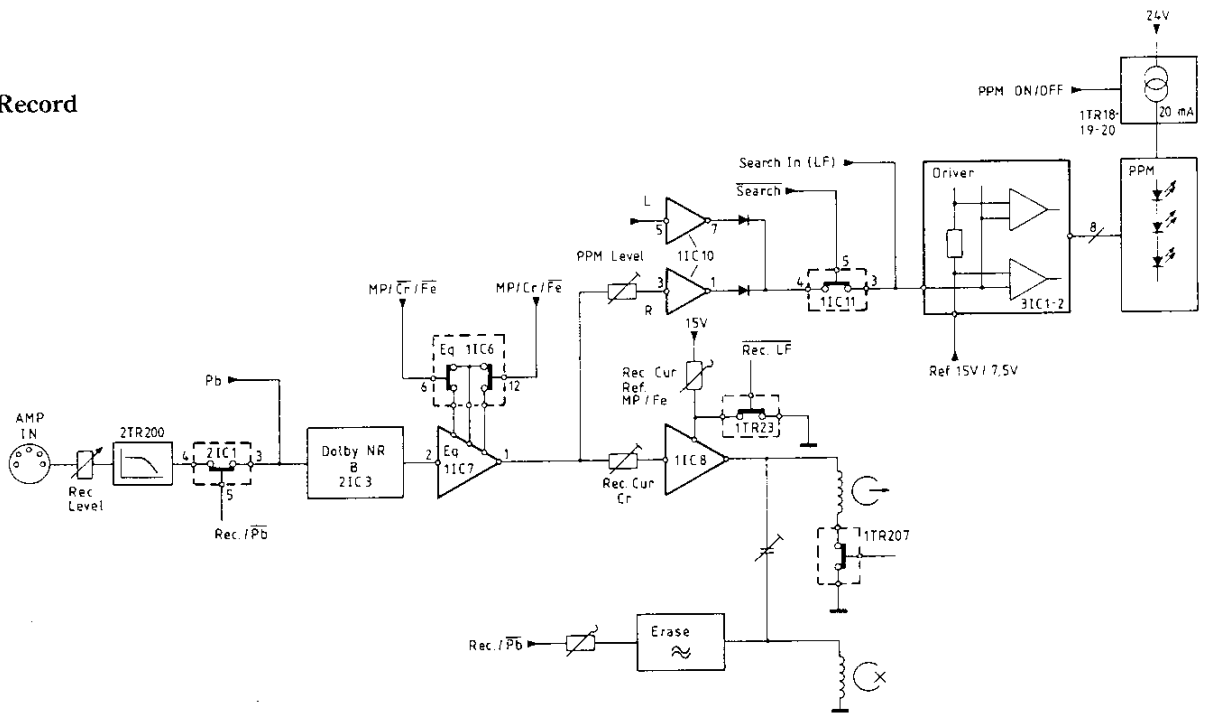 Record
24V
PPM ON/OFF
1TR18-
19-20
20 mA
Search In (LF)
Search
Driver
PPM
L
5
7
5
8
PPM Level
1IC10
3
1
4
3
1IC11
3IC1-2
R
MP/Cr/Fe
MP/Cr/Fe
15V
Rec. LF
Ref 15V / 7,5V
Eq 1IC6
6
12
Rec Cur
Ref.
MP/Fe
Pb
1TR23
AMP
IN
2TR200
4
2IC1
3
Dolby NR
B
2IC3
2
Eq
1IC7
1
1IC8
Rec
Level
5
Rec. Cur
Cr
Rec./Pb
1TR207
Rec./Pb
Erase